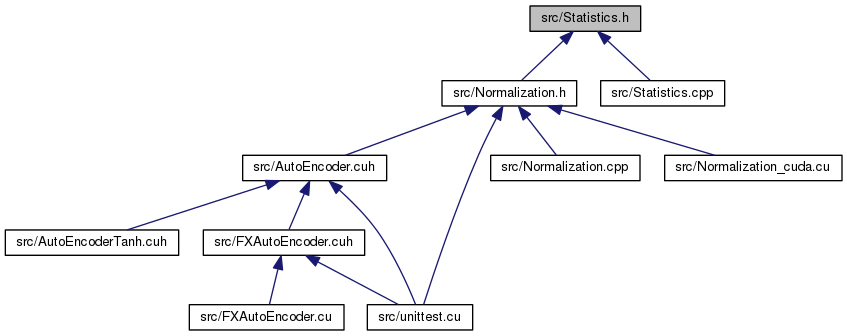 src/Statistics.h
src/Normalization.h
src/Statistics.cpp
src/AutoEncoder.cuh
src/Normalization.cpp
src/Normalization_cuda.cu
src/AutoEncoderTanh.cuh
src/FXAutoEncoder.cuh
src/FXAutoEncoder.cu
src/unittest.cu